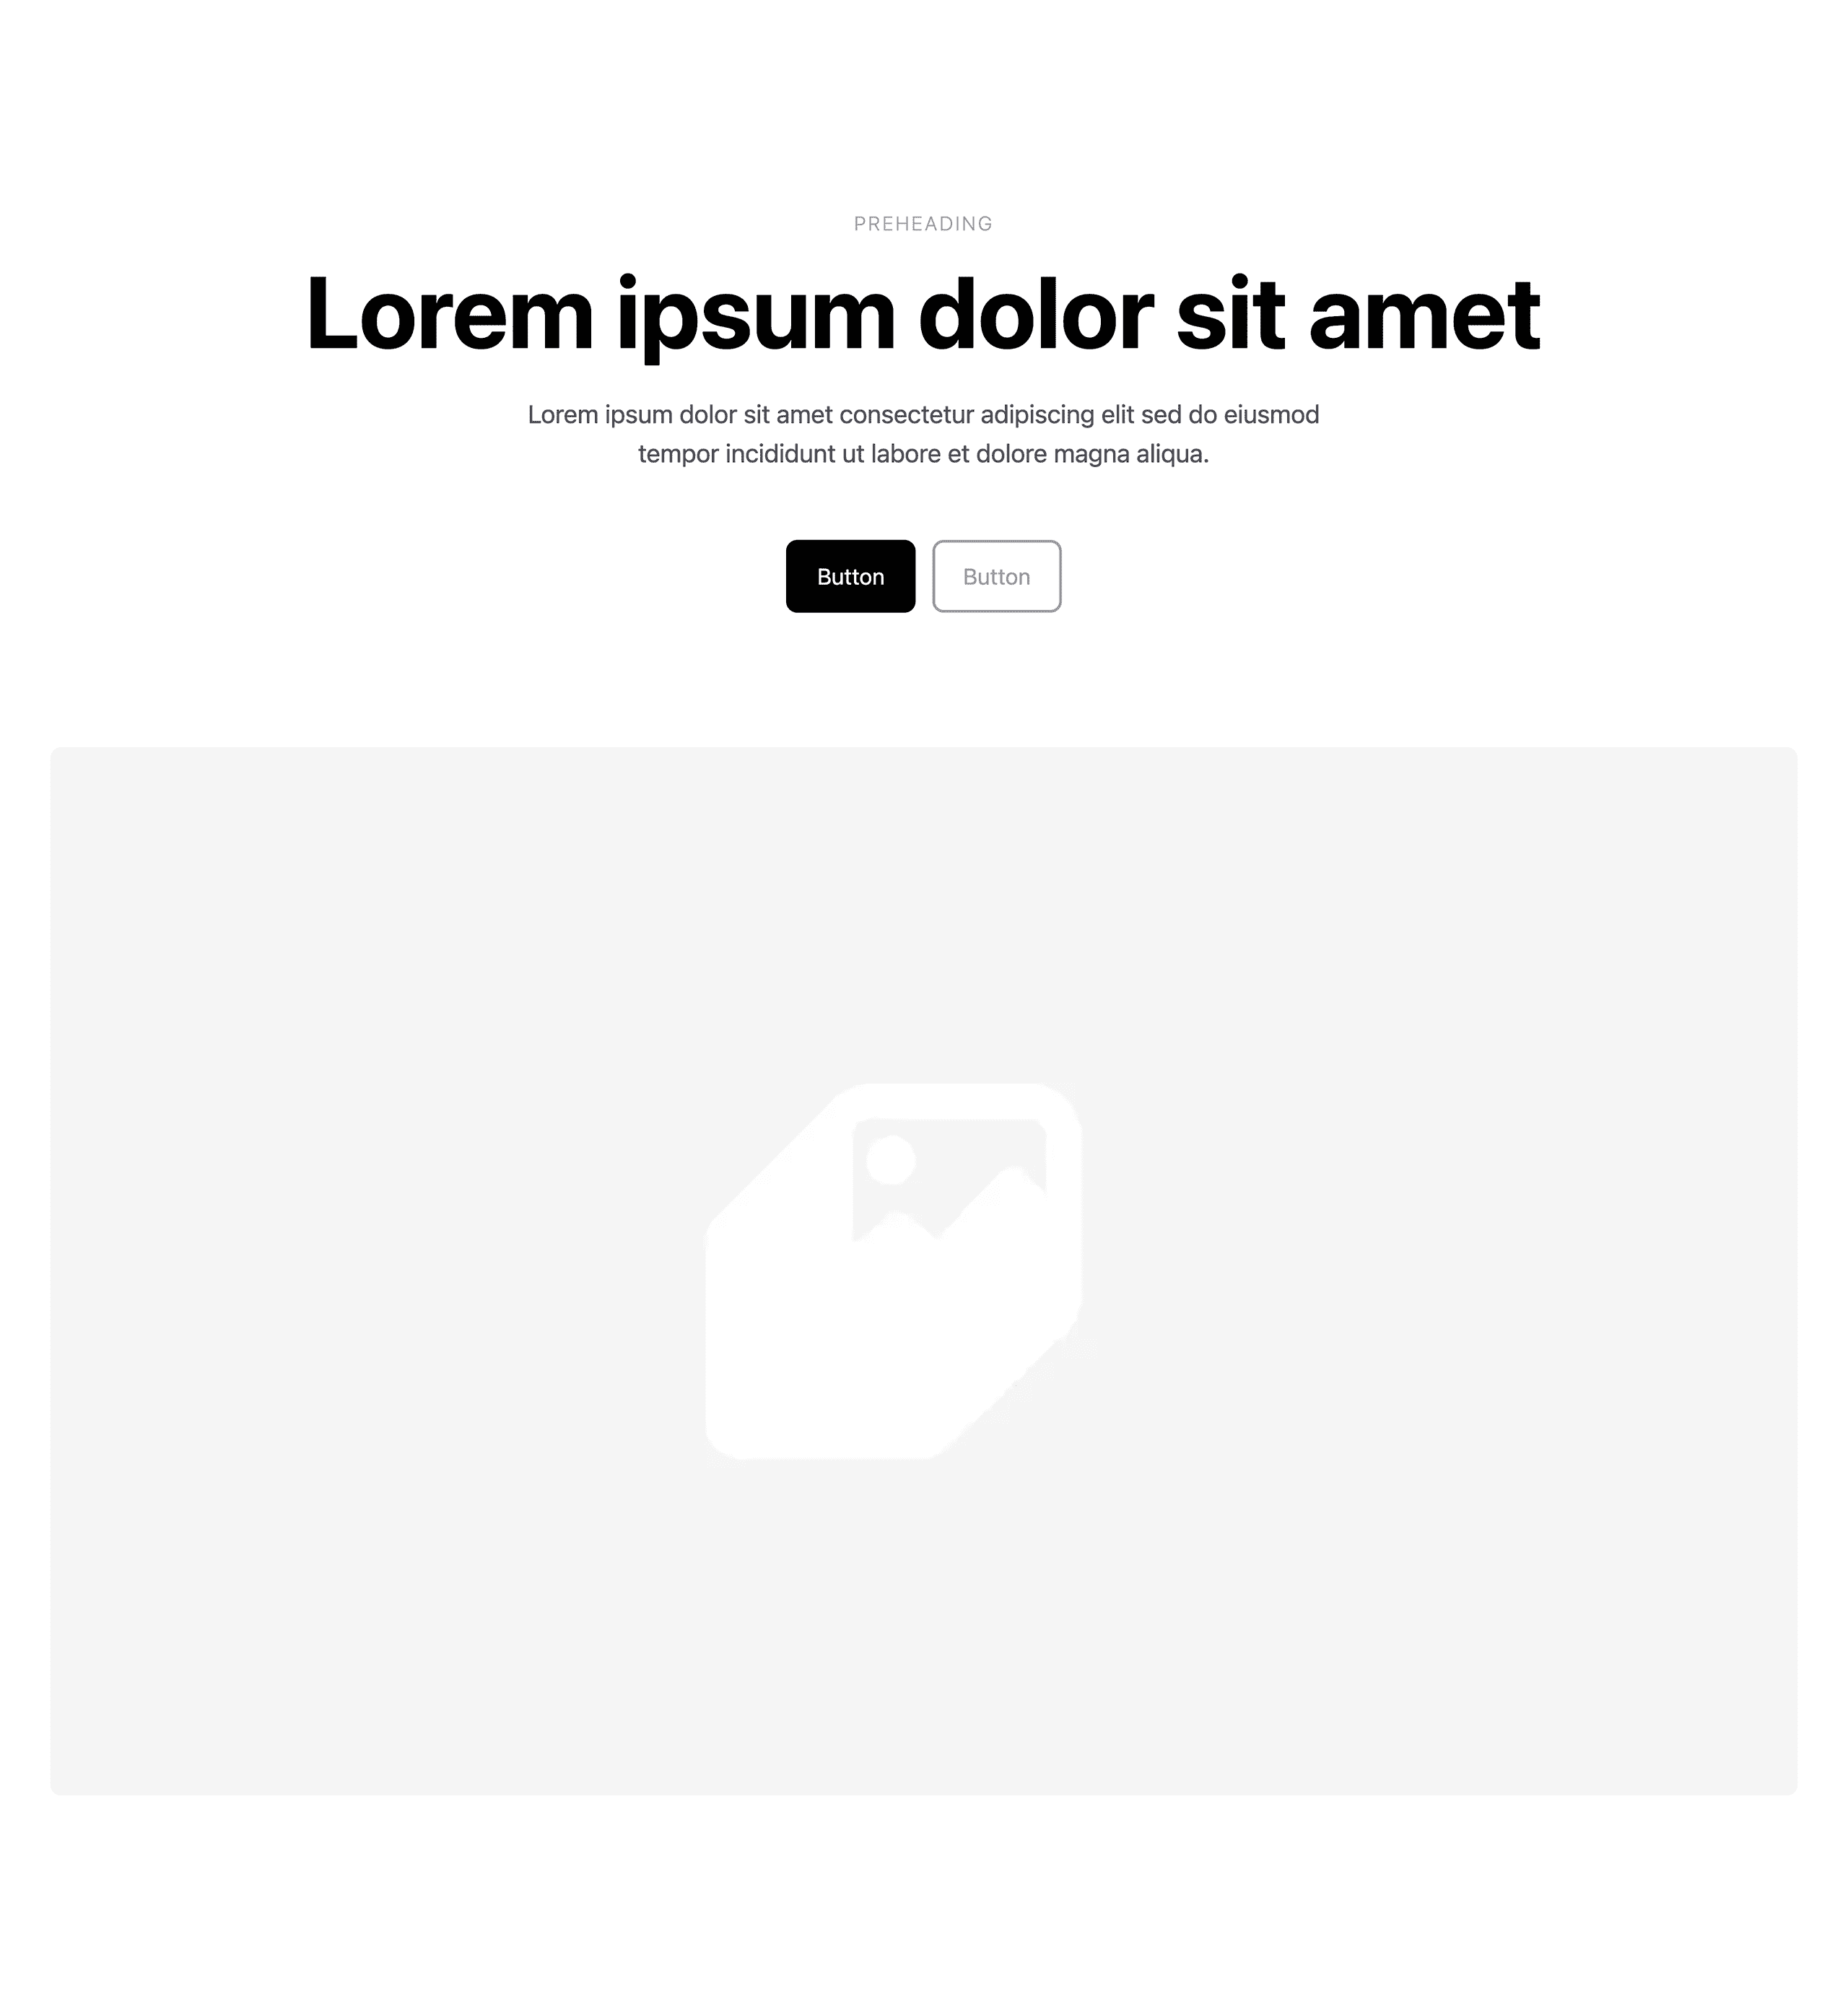 PREHEADING
Lorem ipsum dolor sit amet
Lorem ipsum dolor sit amet consectetur adipiscing elit sed do eiusmod
tempor incididunt ut labore et dolore magna aliqua.
Button Button